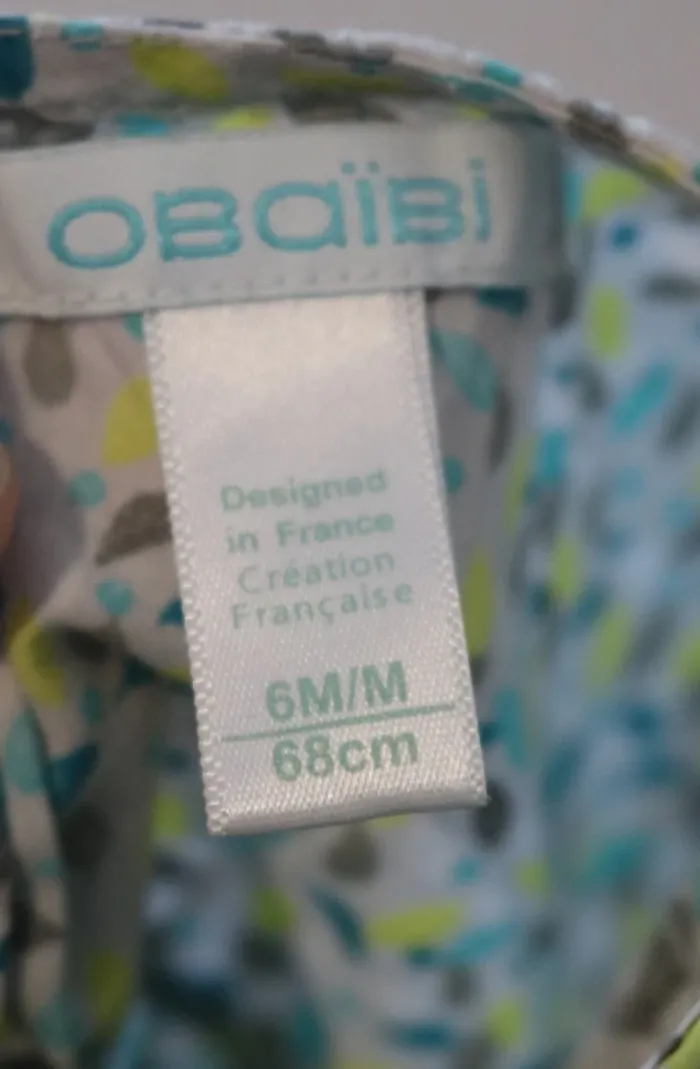 OBaïBi
Designed
in France
Création
Française
6M/M
68cm